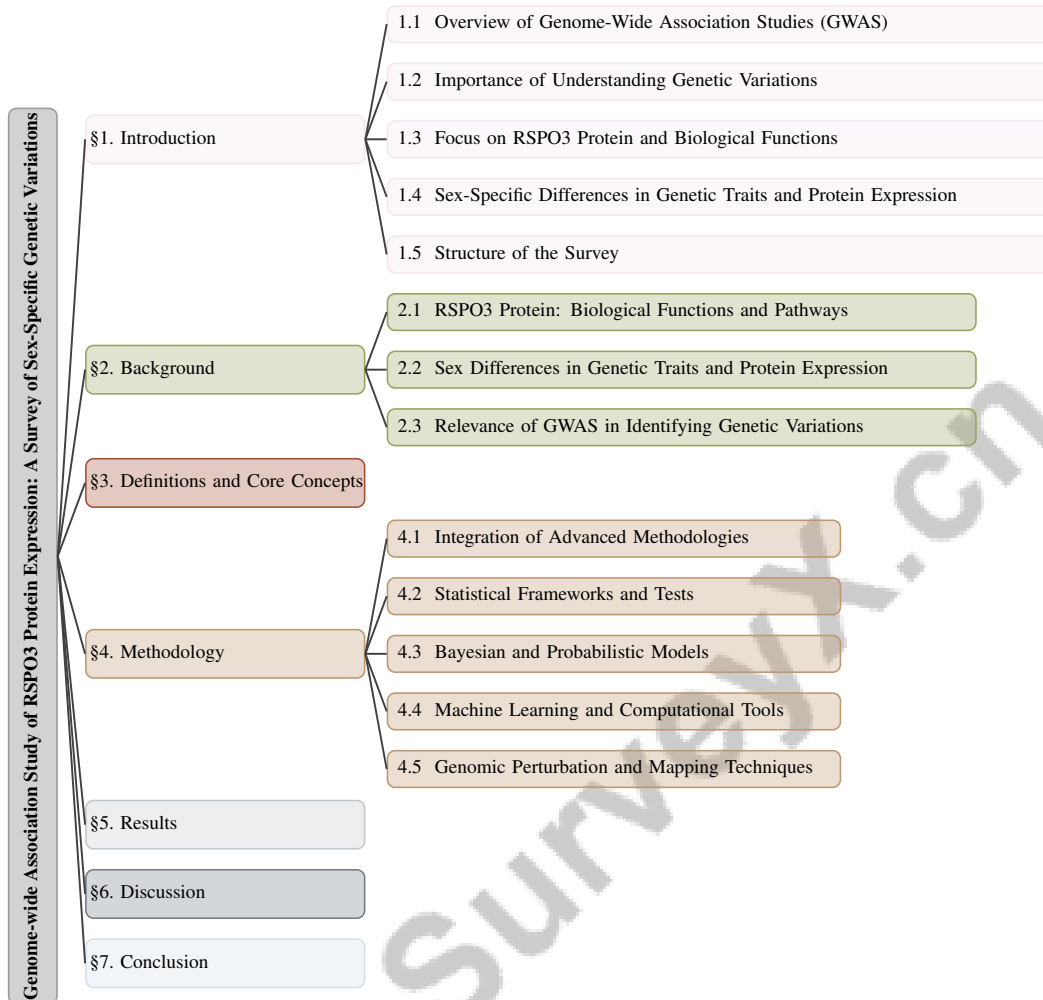 Genome-wide Association Study of RSPO3 Protein Expression: A Survey of Sex-Specific Genetic Variations
§1. Introduction
1.1 Overview of Genome-Wide Association Studies (GWAS)
1.2 Importance of Understanding Genetic Variations
1.3 Focus on RSPO3 Protein and Biological Functions
1.4 Sex-Specific Differences in Genetic Traits and Protein Expression
1.5 Structure of the Survey
§2. Background
2.1 RSPO3 Protein: Biological Functions and Pathways
2.2 Sex Differences in Genetic Traits and Protein Expression
2.3 Relevance of GWAS in Identifying Genetic Variations
§3. Definitions and Core Concepts
§4. Methodology
4.1 Integration of Advanced Methodologies
4.2 Statistical Frameworks and Tests
4.3 Bayesian and Probabilistic Models
4.4 Machine Learning and Computational Tools
4.5 Genomic Perturbation and Mapping Techniques
§5. Results
§6. Discussion
§7. Conclusion
SurveyX.cn